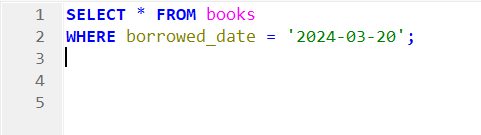 1 SELECT * FROM books
2 WHERE borrowed_date = '2024-03-20';
3
4
5